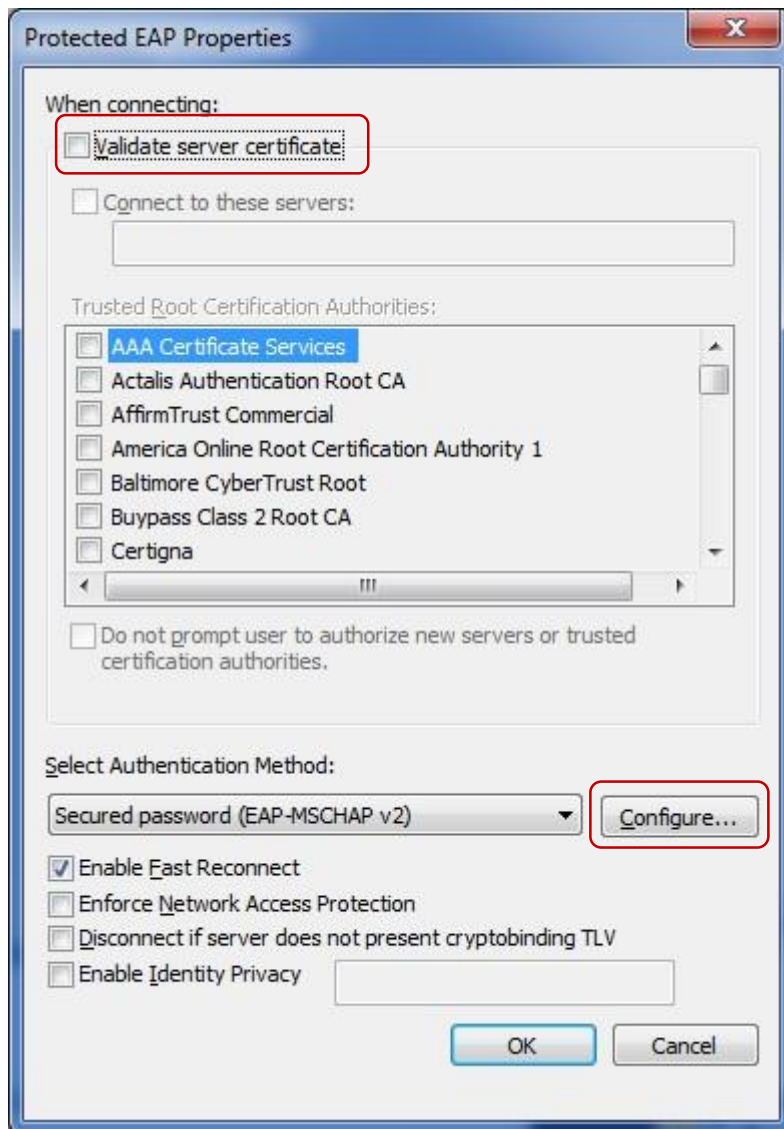 Protected EAP Properties
When connecting:
Validate server certificate
Connect to these servers:
Trusted Root Certification Authorities:
AAA Certificate Services
Actalis Authentication Root CA
AffirmTrust Commercial
America Online Root Certification Authority 1
Baltimore CyberTrust Root
Buypass Class 2 Root CA
Certigna
Do not prompt user to authorize new servers or trusted
certification authorities.
Select Authentication Method:
Secured password (EAP-MSCHAP v2)
Configure...
Enable Fast Reconnect
Enforce Network Access Protection
Disconnect if server does not present cryptobinding TLV
Enable Identity Privacy
OK
Cancel